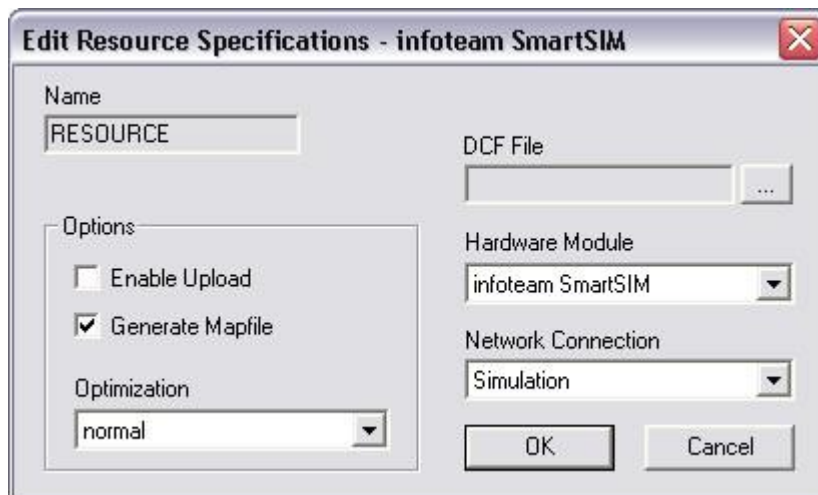 Edit Resource Specifications - infoteam SmartSIM
Name
RESOURCE
DCF File
...
Options
Enable Upload
Generate Mapfile
Optimization
normal
Hardware Module
infoteam SmartSIM
Network Connection
Simulation
OK
Cancel